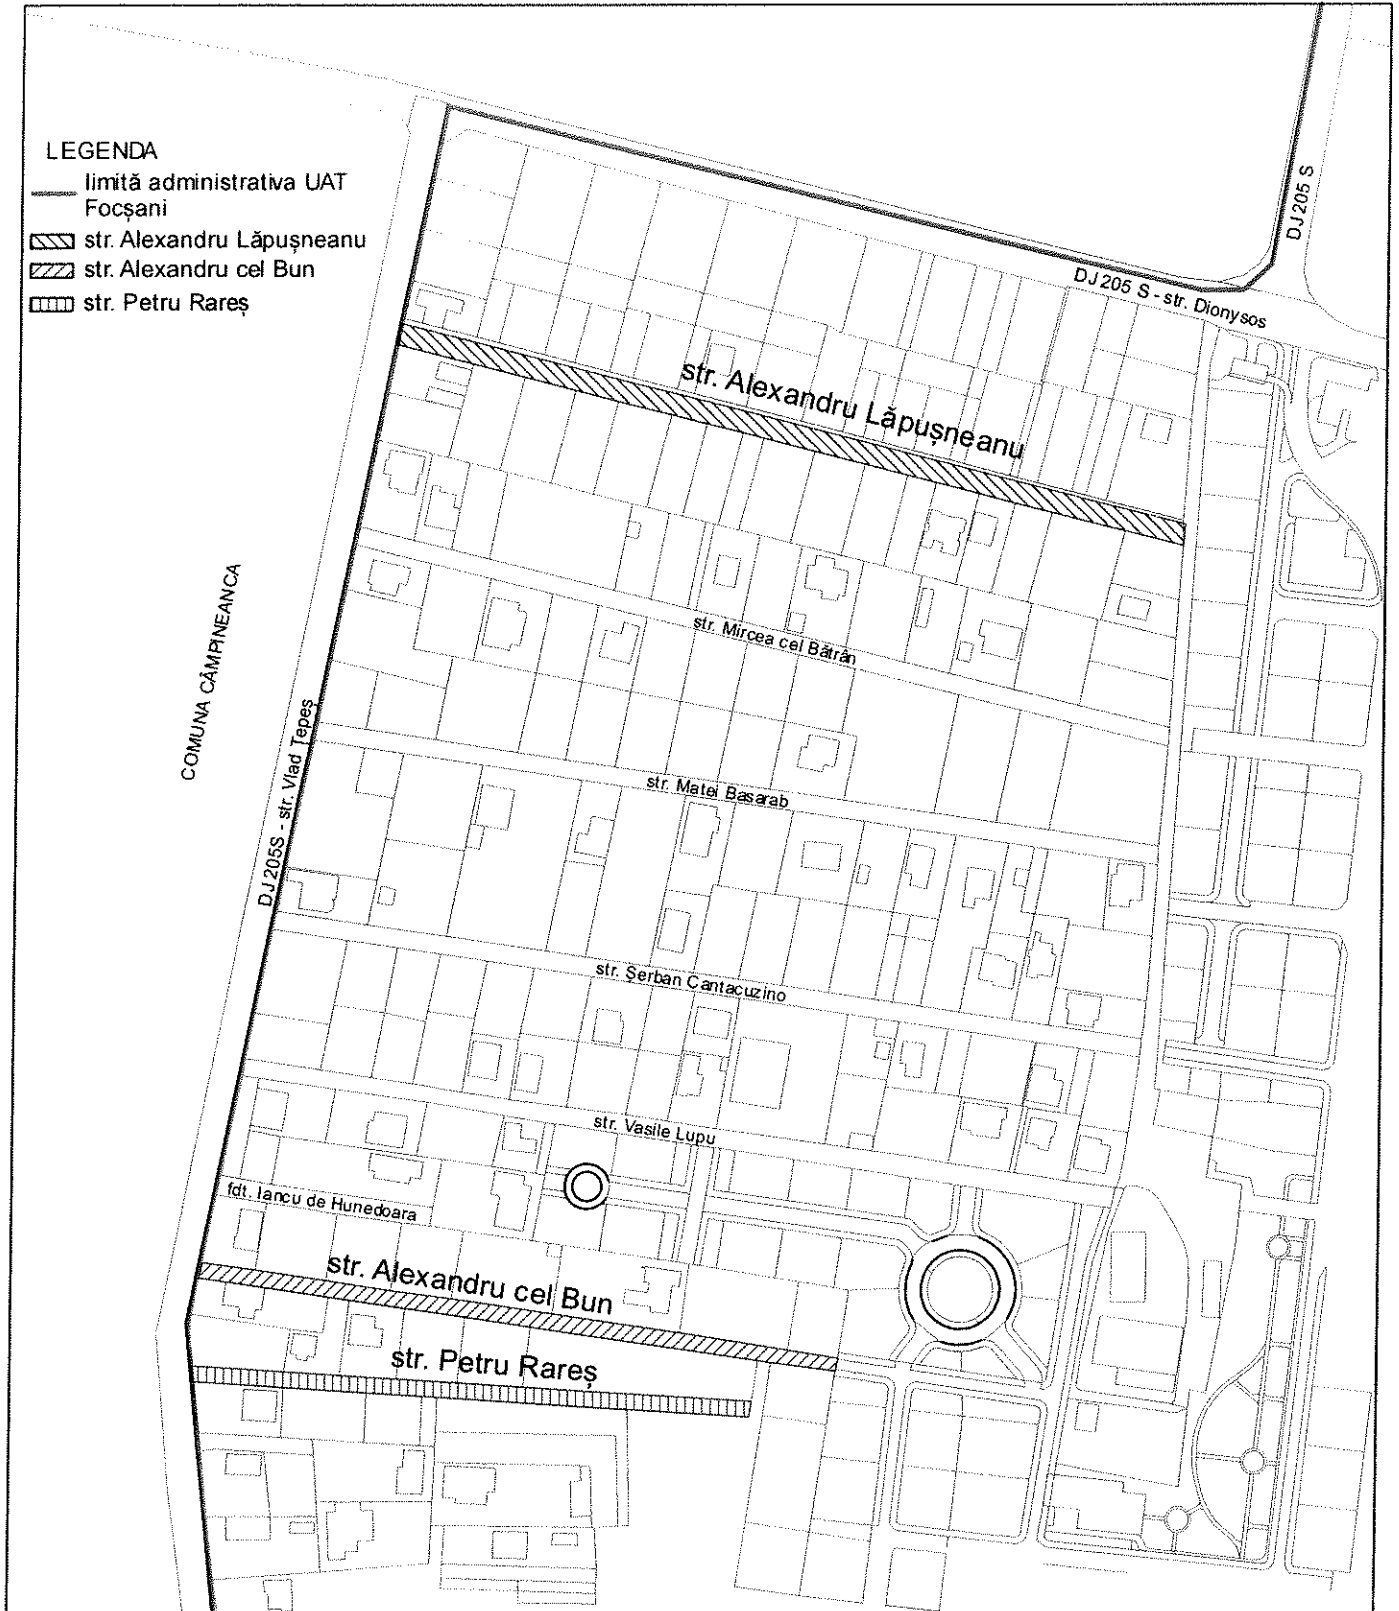 LEGENDA
limită administrativa UAT
Focșani
str. Alexandru Lăpușneanu
str. Alexandru cel Bun
str. Petru Rareș
DJ 205 S
DJ 205 S - str. Dionysos
str. Alexandru Lăpușneanu
COMUNA CÂMPINEANCA
str. Mircea cel Bătrân
DJ 205S - str. Vlad Țepeș
str. Matei Basarab
str. Șerban Cantacuzino
str. Vasile Lupu
fdt. Iancu de Hunedoara
str. Alexandru cel Bun
str. Petru Rareș